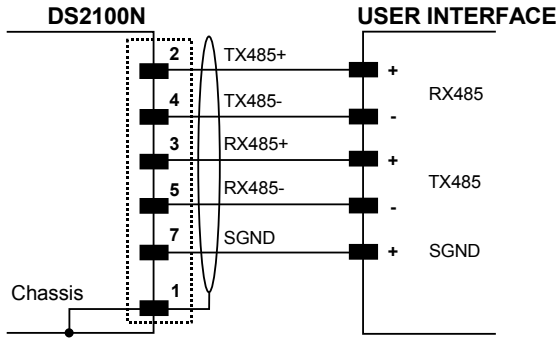 DS2100N USER INTERFACE
2 TX485+ +
RX485
4 TX485- -
3 RX485+ +
TX485
5 RX485- -
7 SGND + SGND
Chassis 1